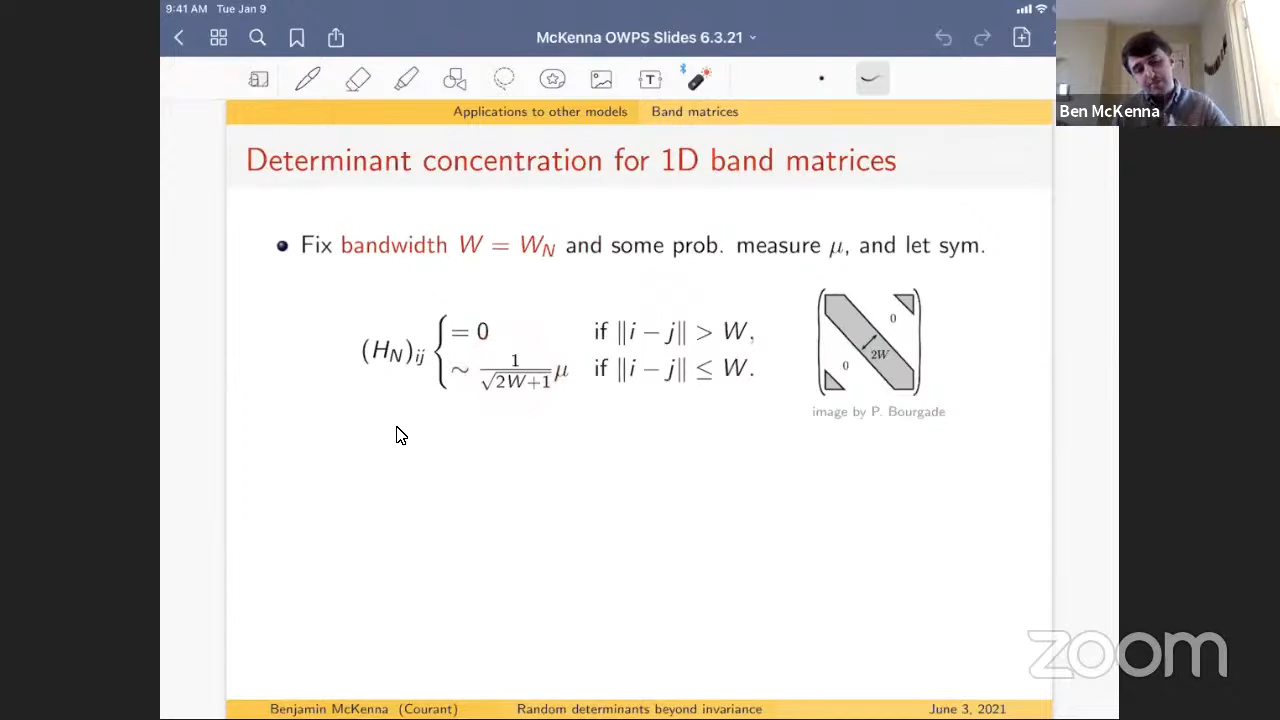 9:41 AM Tue Jan 9
McKenna OWPS Slides 6.3.21
T
Ben McKenna
Applications to other models Band matrices
Determinant concentration for 1D band matrices
Fix bandwidth W = W_N and some prob. measure μ, and let sym.
(H_N)_{ij} { = 0 if ‖i − j‖ > W,
∼ \frac{1}{\sqrt{2W+1}} μ if ‖i − j‖ ≤ W.
0
2W
0
image by P. Bourgade
zoom
Benjamin McKenna (Courant) Random determinants beyond invariance June 3, 2021